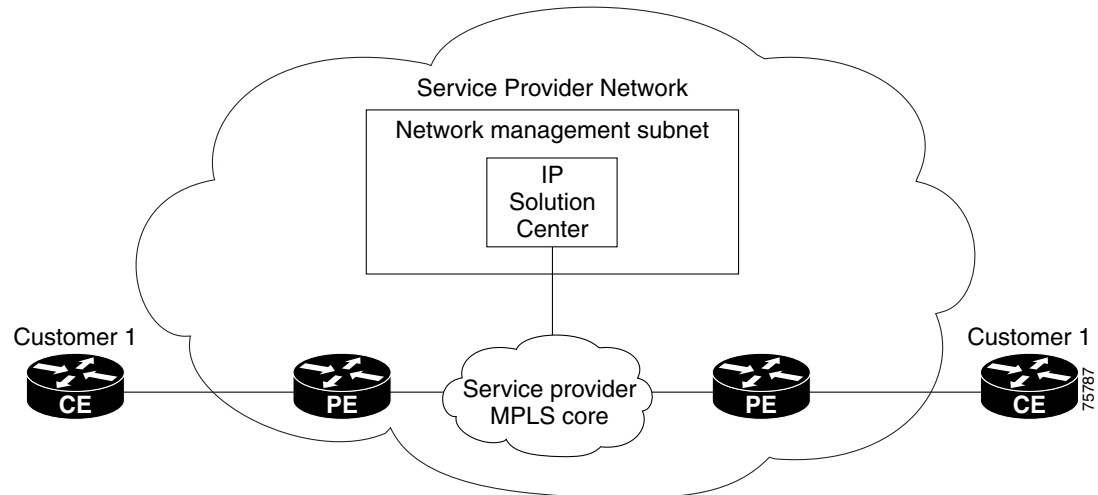 Service Provider Network
Network management subnet
IP
Solution
Center
Customer 1
Customer 1
CE
PE
Service provider
MPLS core
PE
CE
75787